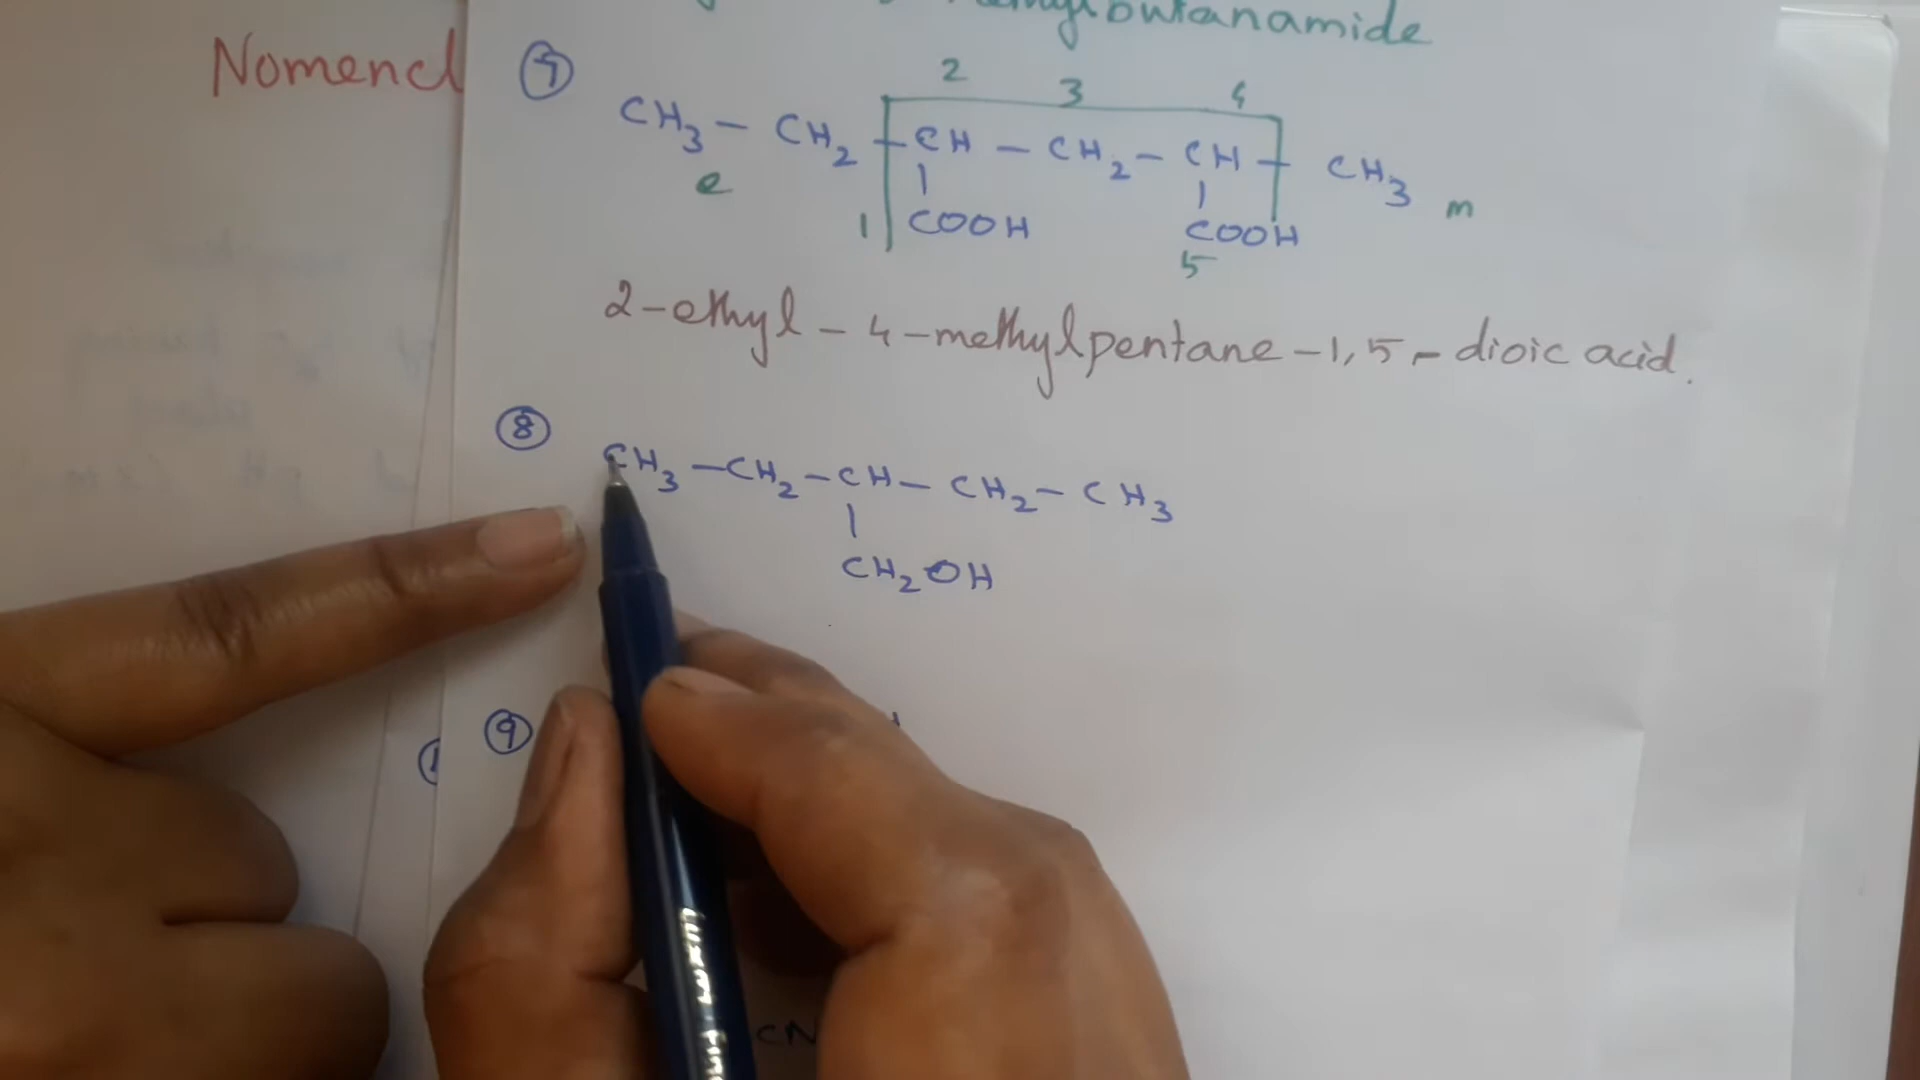 Nomencl
⑦
2 3 4
CH3 – CH2 – CH – CH2 – CH – CH3
e m
1 COOH COOH
5
2-ethyl-4-methylpentane-1,5-dioic acid.
⑧
CH3 – CH2 – CH – CH2 – CH3
CH2OH
⑨
CN